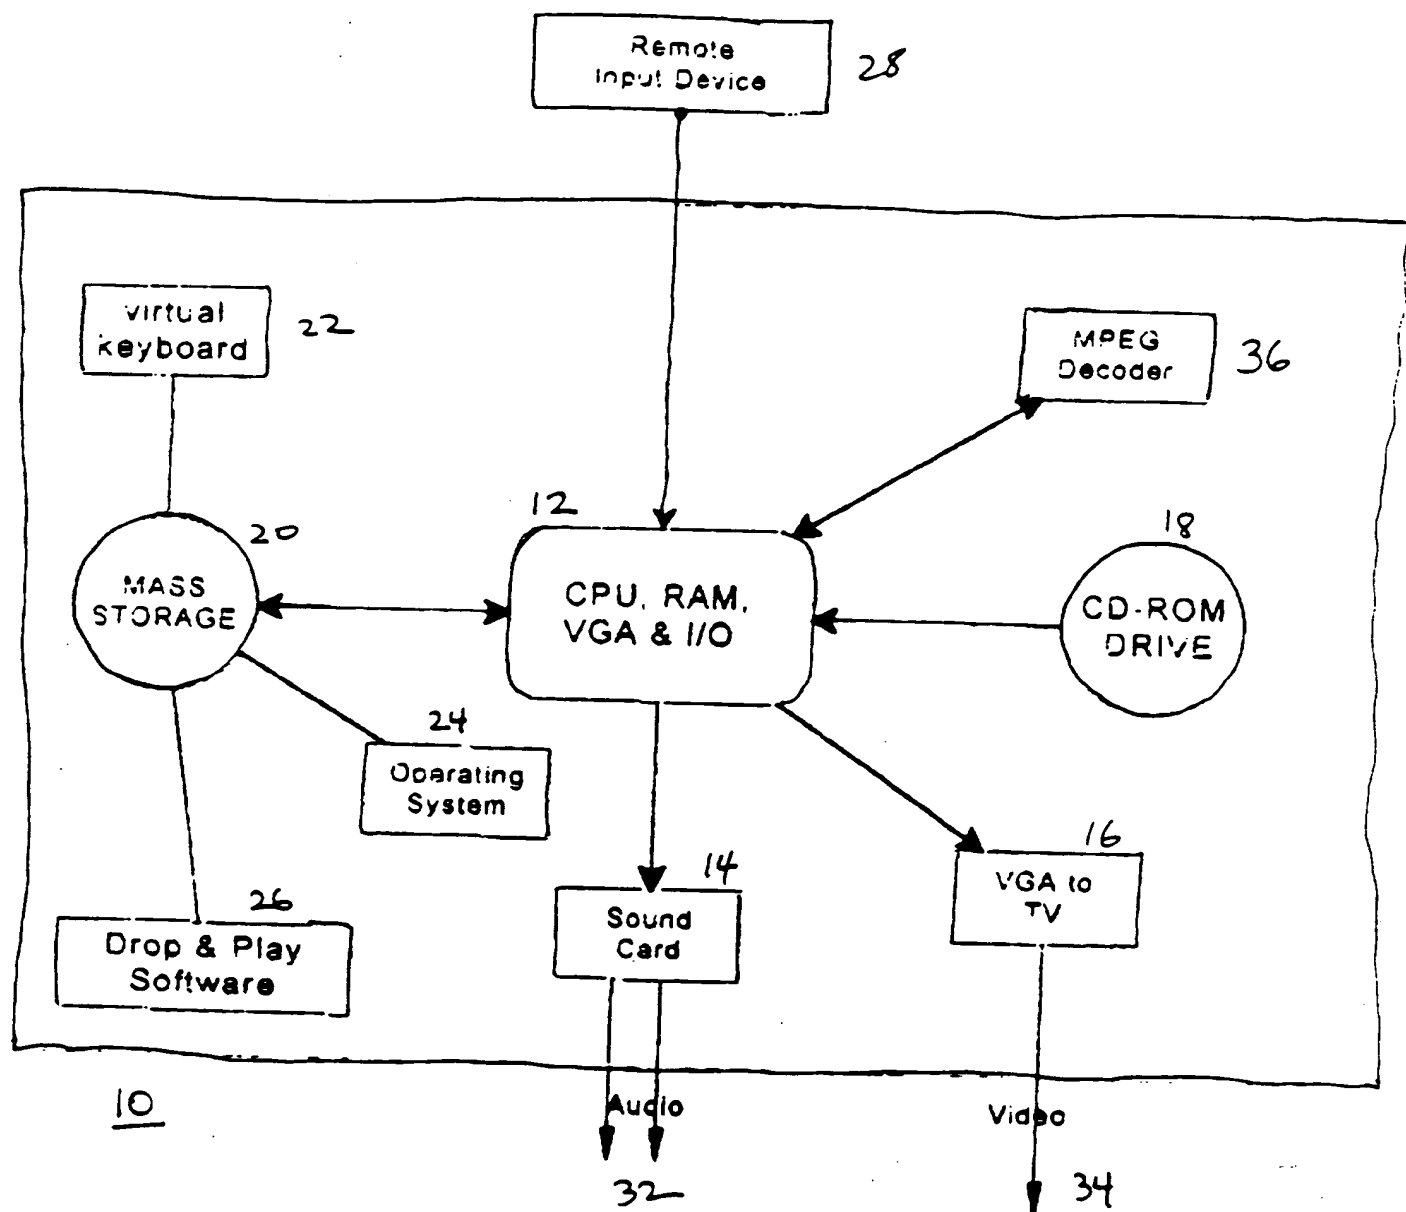 Remote
Input Device
28
virtual
keyboard
22
MPEG
Decoder
36
12
18
20
MASS
STORAGE
CPU, RAM,
VGA & I/O
CD-ROM
DRIVE
24
Operating
System
14
16
26
Sound
Card
VGA to
TV
Drop & Play
Software
10
Audio
Video
32
34